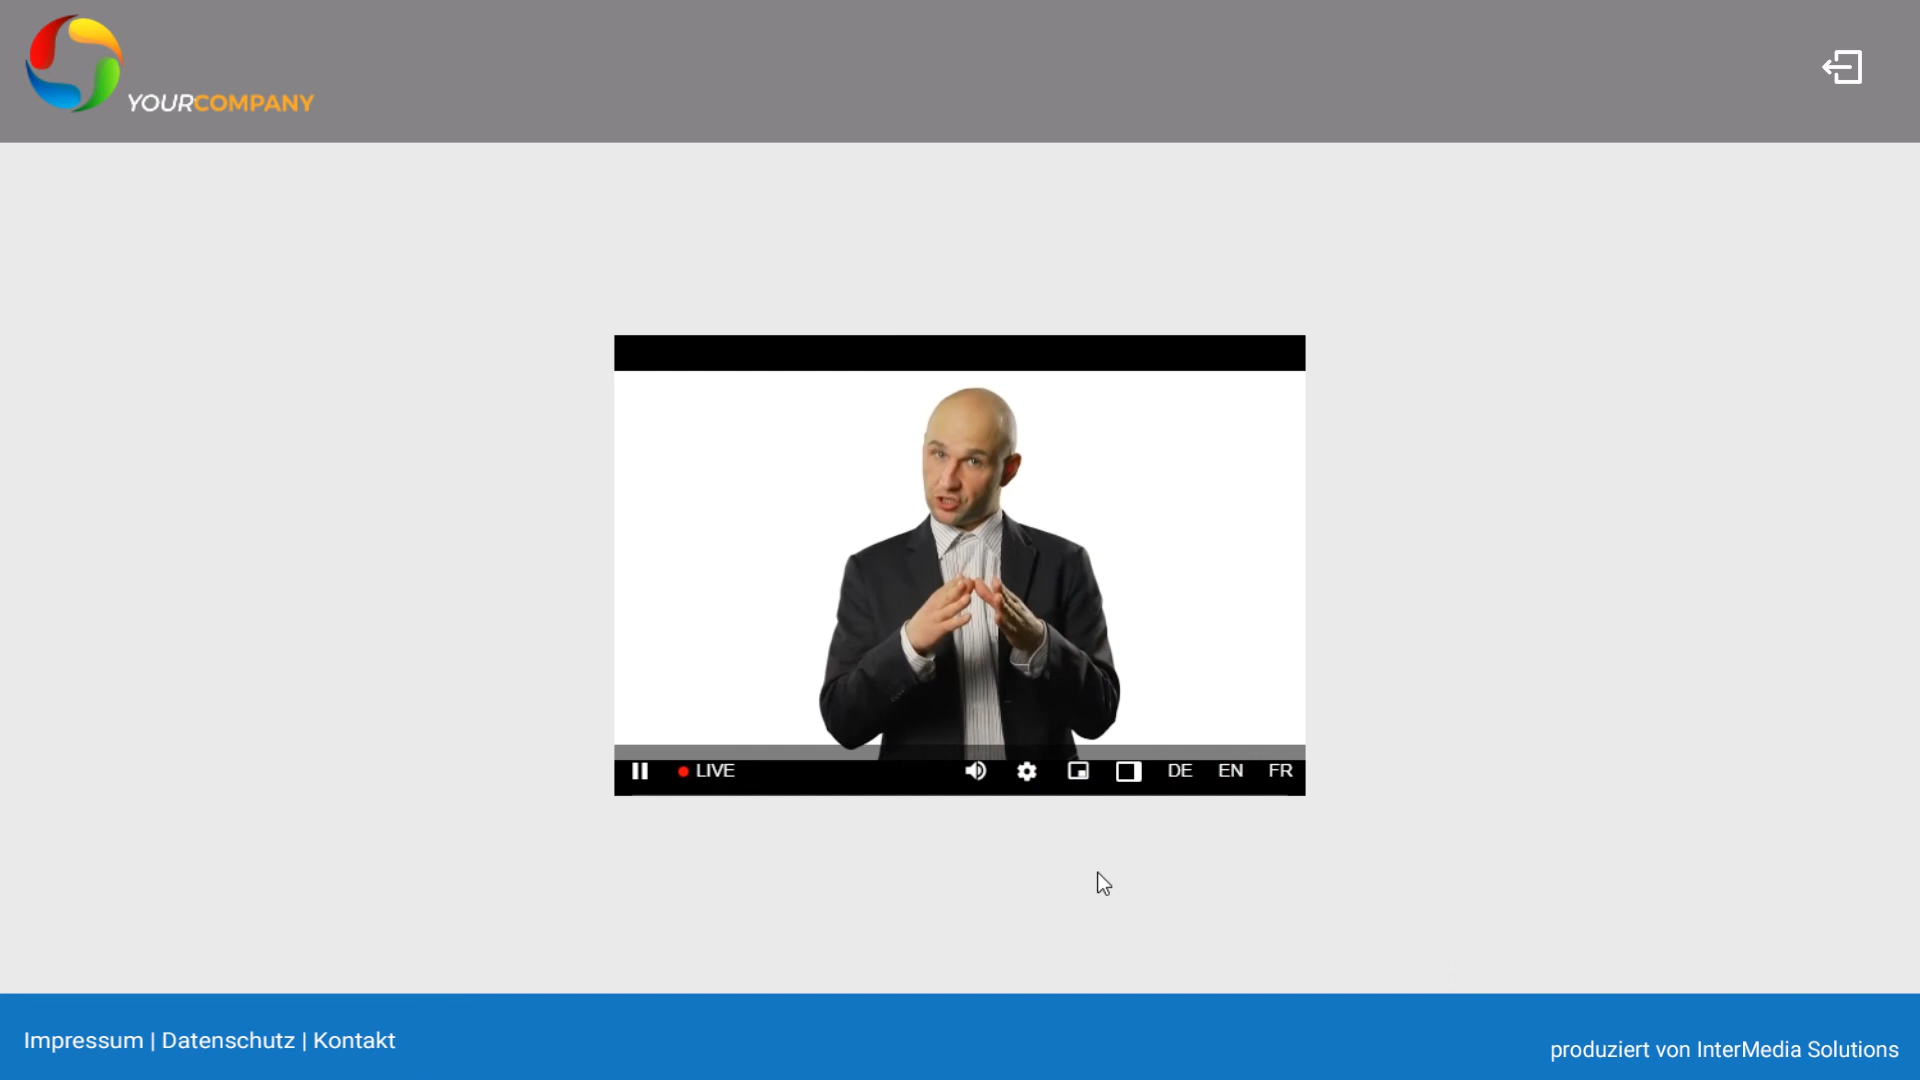 YOURCOMPANY
LIVE
DE EN FR
Impressum | Datenschutz | Kontakt
produziert von InterMedia Solutions